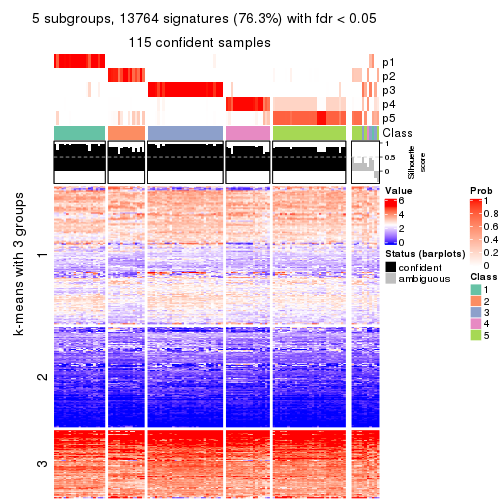 5 subgroups, 13764 signatures (76.3%) with fdr < 0.05
115 confident samples
p1
p2
p3
p4
p5
Class
1
0.5
0
Silhouette
score
k-means with 3 groups
1
2
3
Value
6
4
2
0
Status (barplots)
confident
ambiguous
Prob
1
0.8
0.6
0.4
0.2
0
Class
1
2
3
4
5